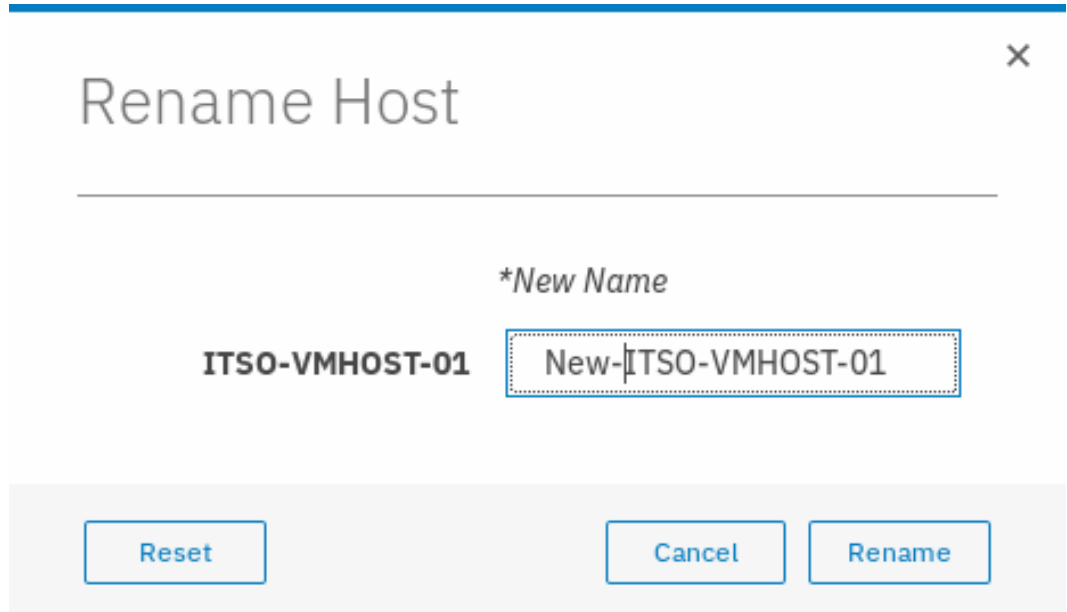 Rename Host
*New Name
ITSO-VMHOST-01 New-ITSO-VMHOST-01
Reset Cancel Rename